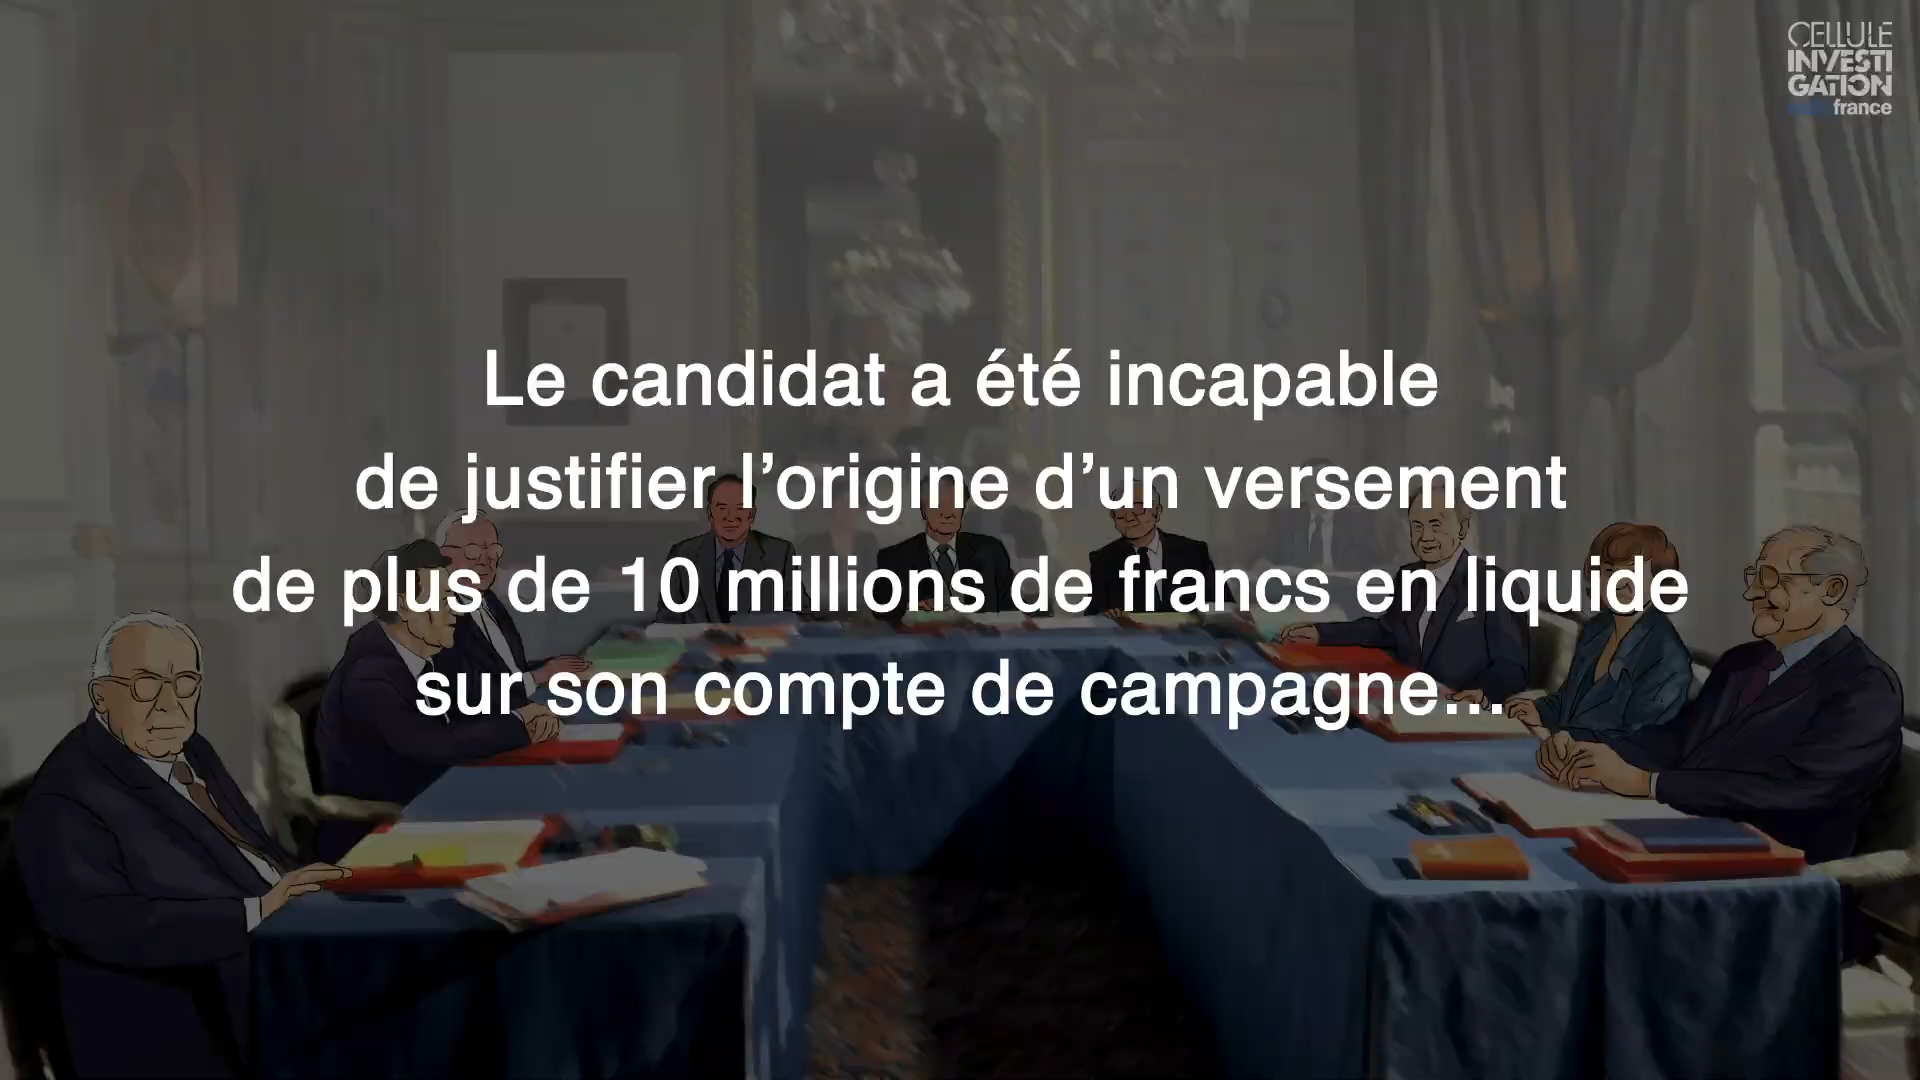 CELLULE
INVESTI
GATION
france
Le candidat a été incapable
de justifier l’origine d’un versement
de plus de 10 millions de francs en liquide
sur son compte de campagne...